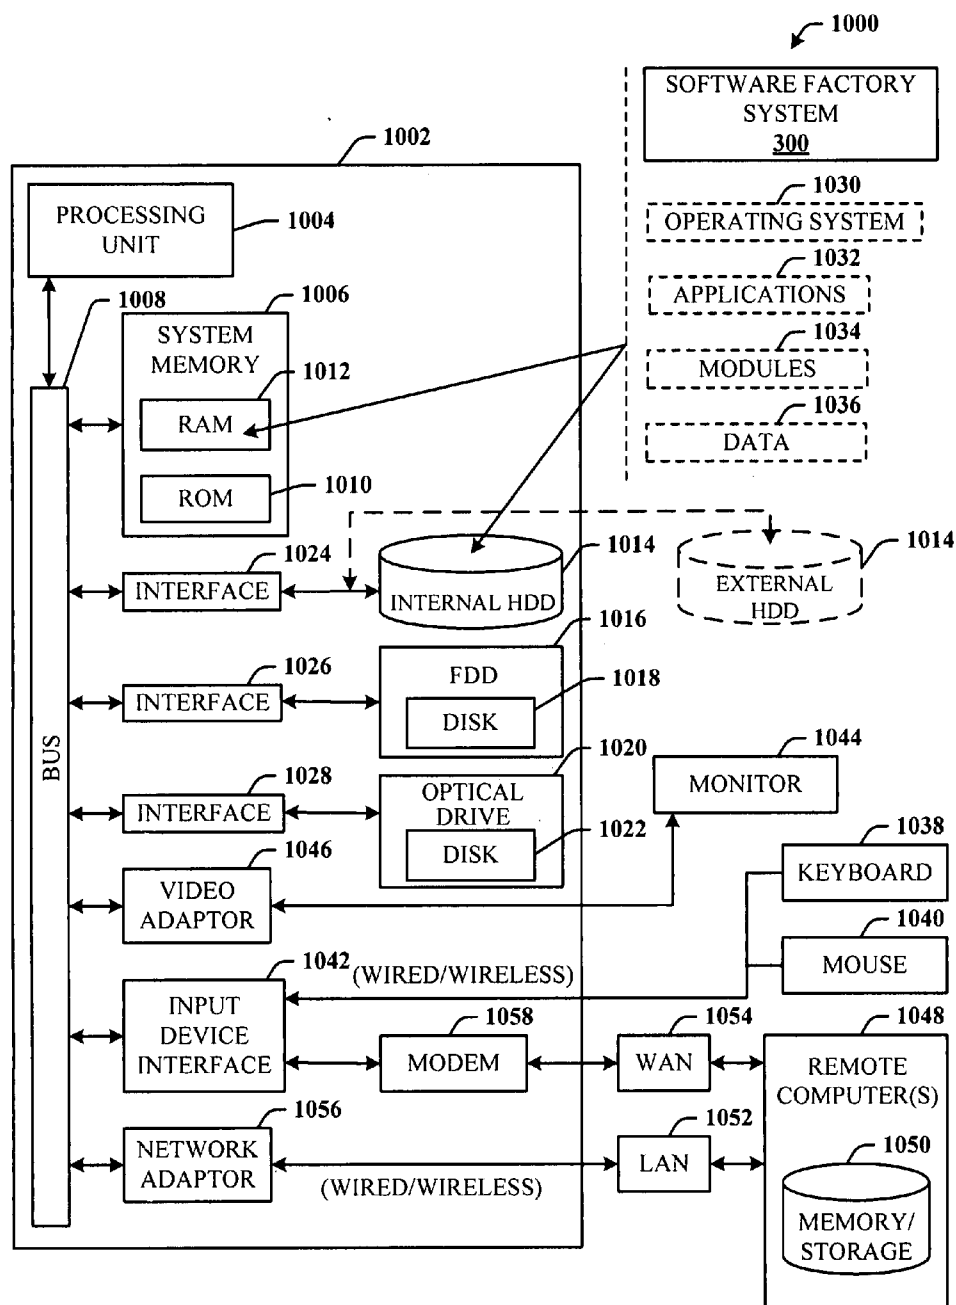 1000
SOFTWARE FACTORY
SYSTEM
300
1002
1030
OPERATING SYSTEM
PROCESSING
UNIT
1004
1032
APPLICATIONS
1008
1006
SYSTEM
MEMORY
1034
MODULES
1012
RAM
1036
DATA
1010
ROM
1024
INTERFACE
1014
INTERNAL HDD
1014
EXTERNAL
HDD
1016
FDD
1026
INTERFACE
1018
DISK
BUS
1020
OPTICAL
DRIVE
1028
INTERFACE
1022
DISK
1044
MONITOR
1046
VIDEO
ADAPTOR
1038
KEYBOARD
1040
MOUSE
1042
INPUT
DEVICE
INTERFACE
(WIRED/WIRELESS)
1058
MODEM
1054
WAN
1048
REMOTE
COMPUTER(S)
1056
NETWORK
ADAPTOR
(WIRED/WIRELESS)
1052
LAN
1050
MEMORY/
STORAGE